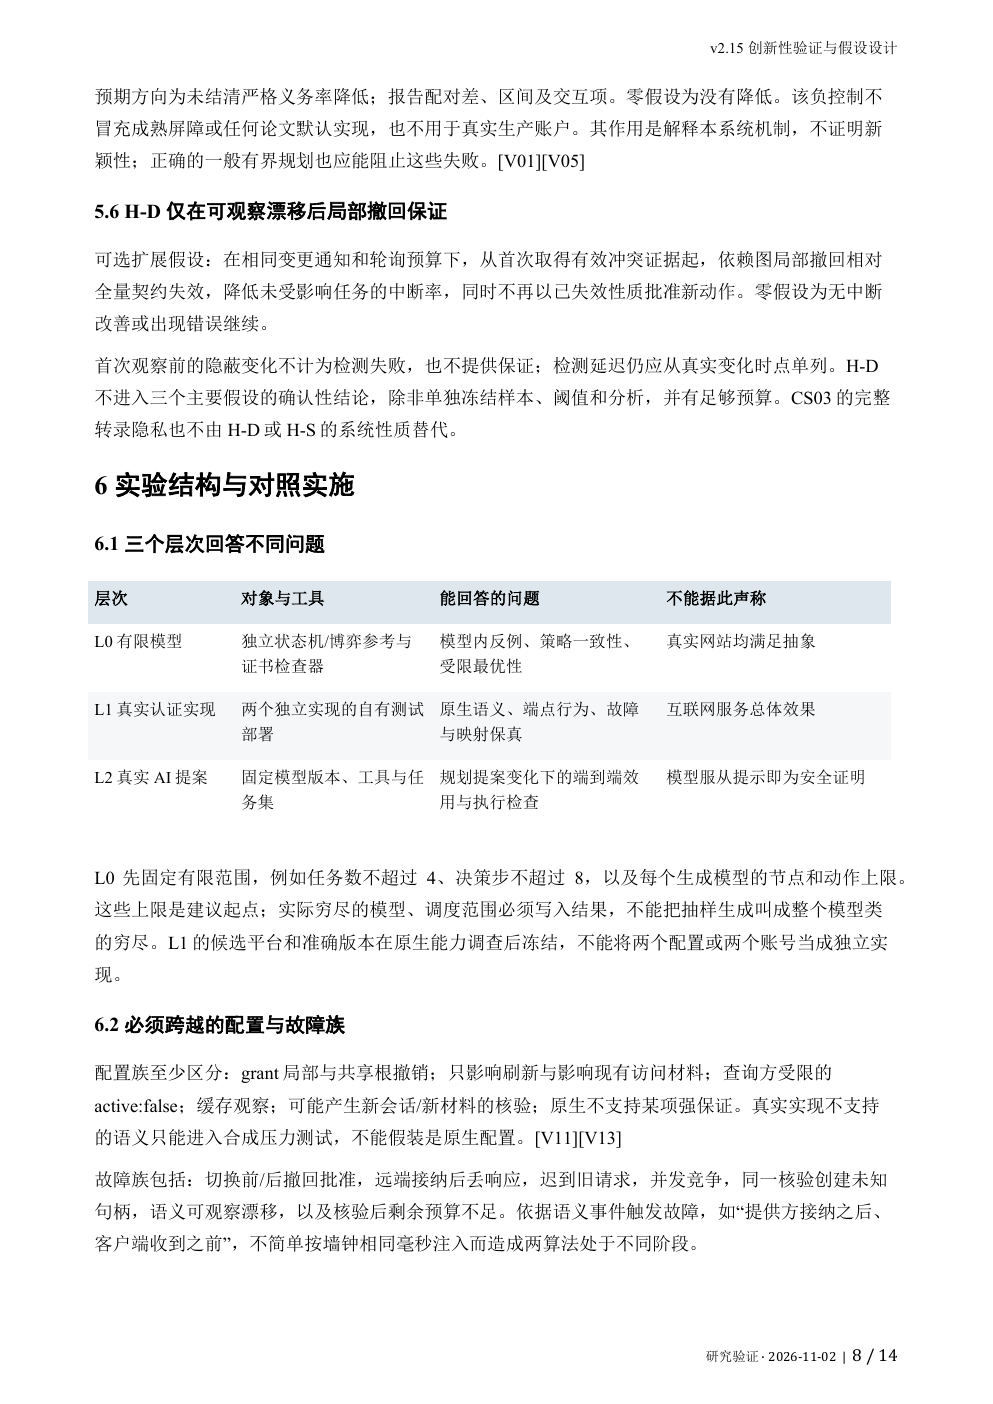 v2.15 创新性验证与假设设计
预期方向为未结清严格义务率降低；报告配对差、区间及交互项。零假设为没有降低。该负控制不
冒充成熟屏障或任何论文默认实现，也不用于真实生产账户。其作用是解释本系统机制，不证明新
颖性；正确的一般有界规划也应能阻止这些失败。[V01][V05]
5.6 H-D 仅在可观察漂移后局部撤回保证
可选扩展假设：在相同变更通知和轮询预算下，从首次取得有效冲突证据起，依赖图局部撤回相对
全量契约失效，降低未受影响任务的中断率，同时不再以已失效性质批准新动作。零假设为无中断
改善或出现错误继续。
首次观察前的隐蔽变化不计为检测失败，也不提供保证；检测延迟仍应从真实变化时点单列。H-D
不进入三个主要假设的确认性结论，除非单独冻结样本、阈值和分析，并有足够预算。CS03 的完整
转录隐私也不由 H-D 或 H-S 的系统性质替代。
6 实验结构与对照实施
6.1 三个层次回答不同问题
层次 对象与工具 能回答的问题 不能据此声称
L0 有限模型 独立状态机/博弈参考与 模型内反例、策略一致性、 真实网站均满足抽象
证书检查器 受限最优性
L1 真实认证实现 两个独立实现的自有测试 原生语义、端点行为、故障 互联网服务总体效果
部署 与映射保真
L2 真实 AI 提案 固定模型版本、工具与任 规划提案变化下的端到端效 模型服从提示即为安全证明
务集 用与执行检查
L0 先固定有限范围，例如任务数不超过 4、决策步不超过 8，以及每个生成模型的节点和动作上限。
这些上限是建议起点；实际穷尽的模型、调度范围必须写入结果，不能把抽样生成叫成整个模型类
的穷尽。L1 的候选平台和准确版本在原生能力调查后冻结，不能将两个配置或两个账号当成独立实
现。
6.2 必须跨越的配置与故障族
配置族至少区分：grant 局部与共享根撤销；只影响刷新与影响现有访问材料；查询方受限的
active:false；缓存观察；可能产生新会话/新材料的核验；原生不支持某项强保证。真实实现不支持
的语义只能进入合成压力测试，不能假装是原生配置。[V11][V13]
故障族包括：切换前/后撤回批准，远端接纳后丢响应，迟到旧请求，并发竞争，同一核验创建未知
句柄，语义可观察漂移，以及核验后剩余预算不足。依据语义事件触发故障，如“提供方接纳之后、
客户端收到之前”，不简单按墙钟相同毫秒注入而造成两算法处于不同阶段。
研究验证 · 2026-11-02 | 8 / 14